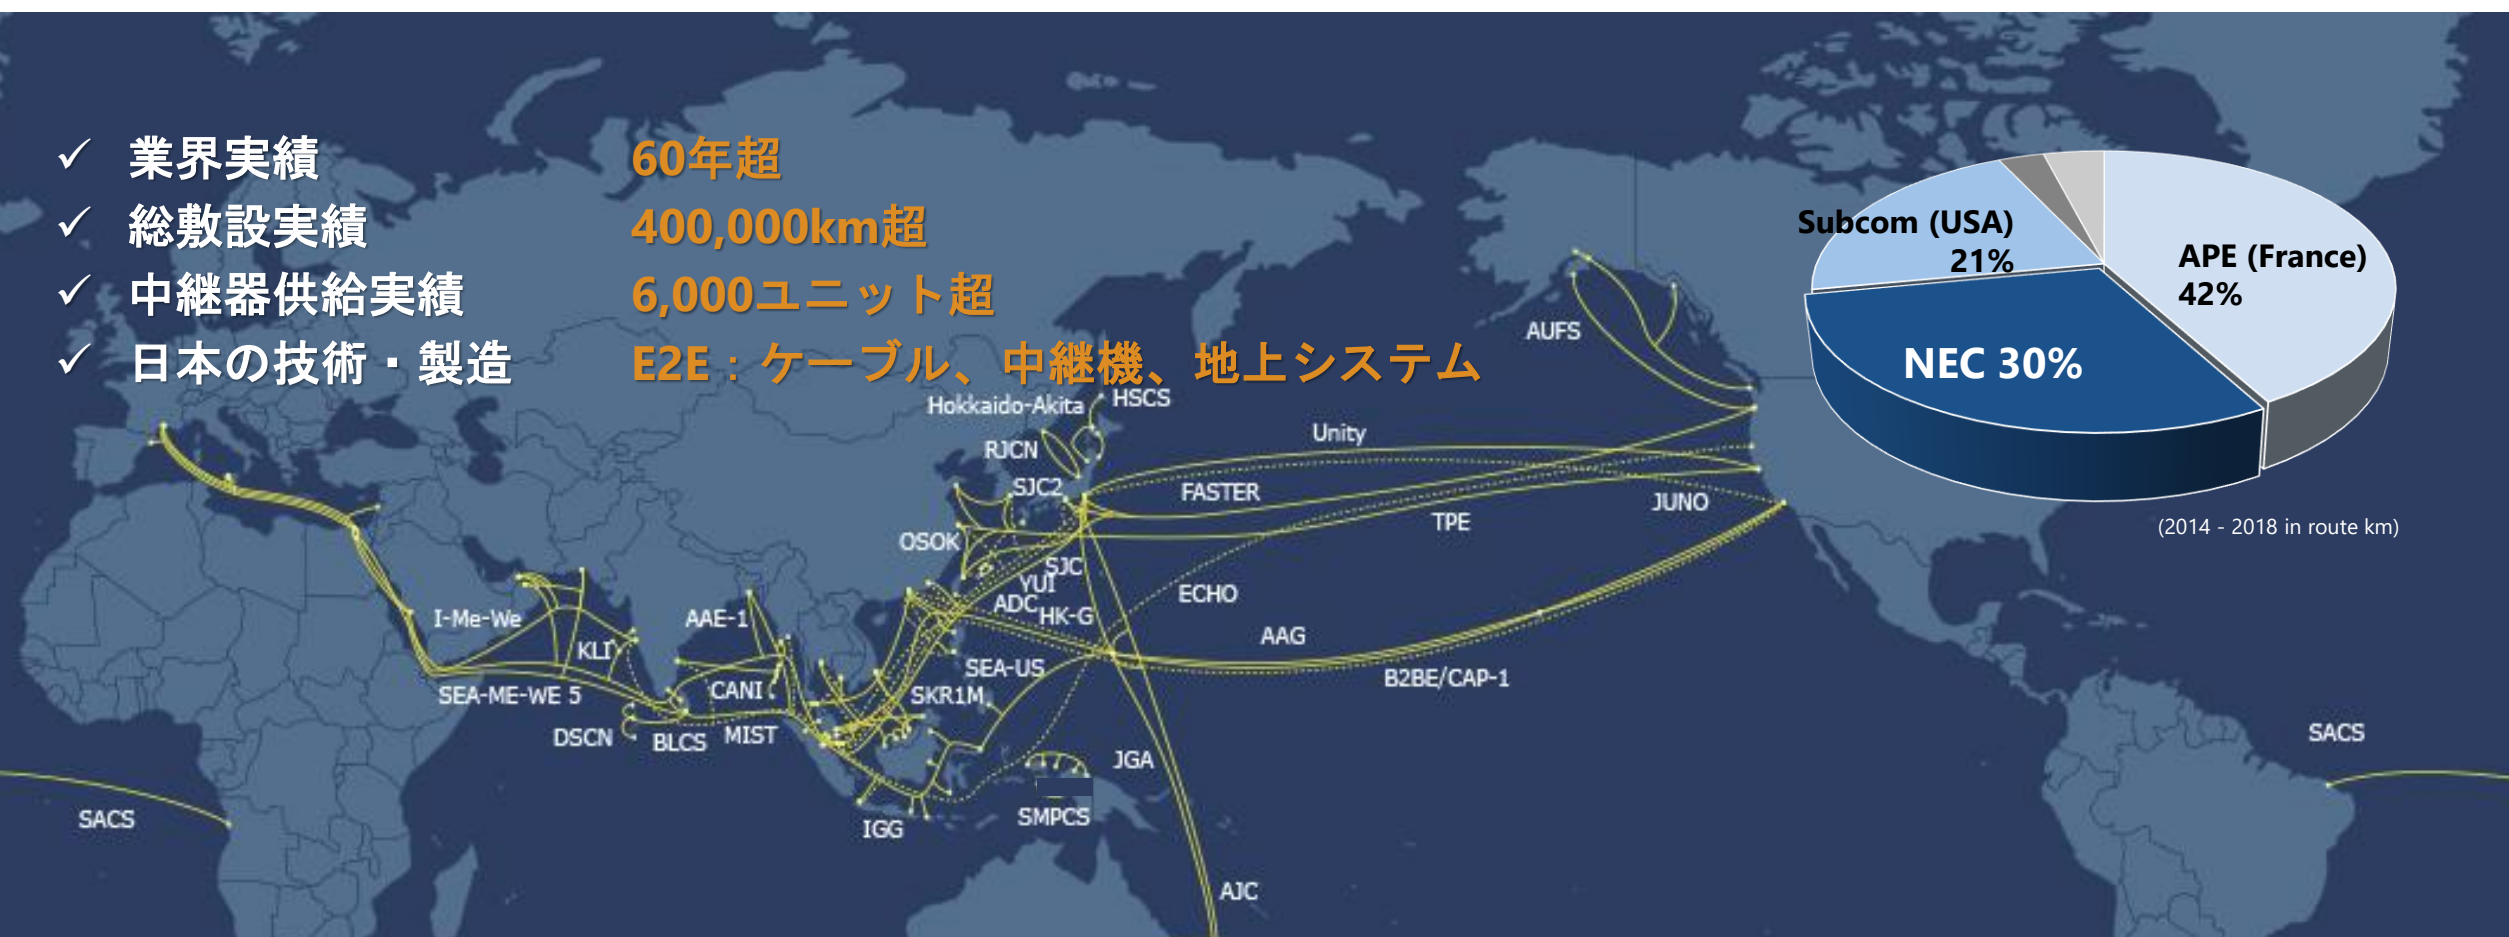 ✓ 業界実績 60年超
✓ 総敷設実績 400,000km超
✓ 中継器供給実績 6,000ユニット超
✓ 日本の技術・製造 E2E：ケーブル、中継機、地上システム
Subcom (USA)
21%
APE (France)
42%
NEC 30%
(2014 - 2018 in route km)
AUFS
Hokkaido-Akita
HSCS
RJCN
Unity
SJC2
FASTER
JUNO
TPE
OSOK
SJC
YUI
ADC
HK-G
ECHO
I-Me-We
AAE-1
KLI
AAG
SEA-US
B2BE/CAP-1
SEA-ME-WE 5
CANI
SKR1M
DSCN
BLCS
MIST
JGA
SACS
SACS
IGG
SMPCS
AJC